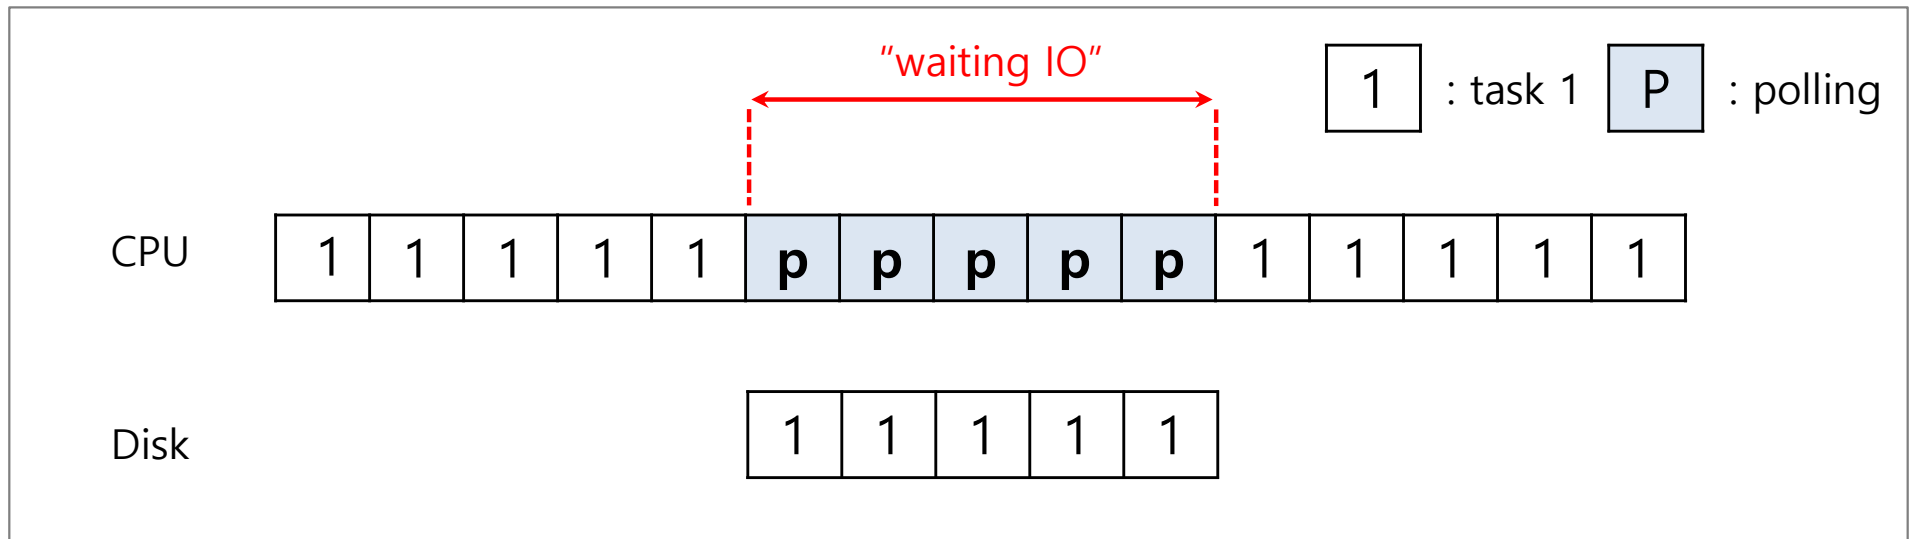 "waiting IO"
1 : task 1 P : polling
CPU 1 1 1 1 1 p p p p p 1 1 1 1 1
Disk 1 1 1 1 1